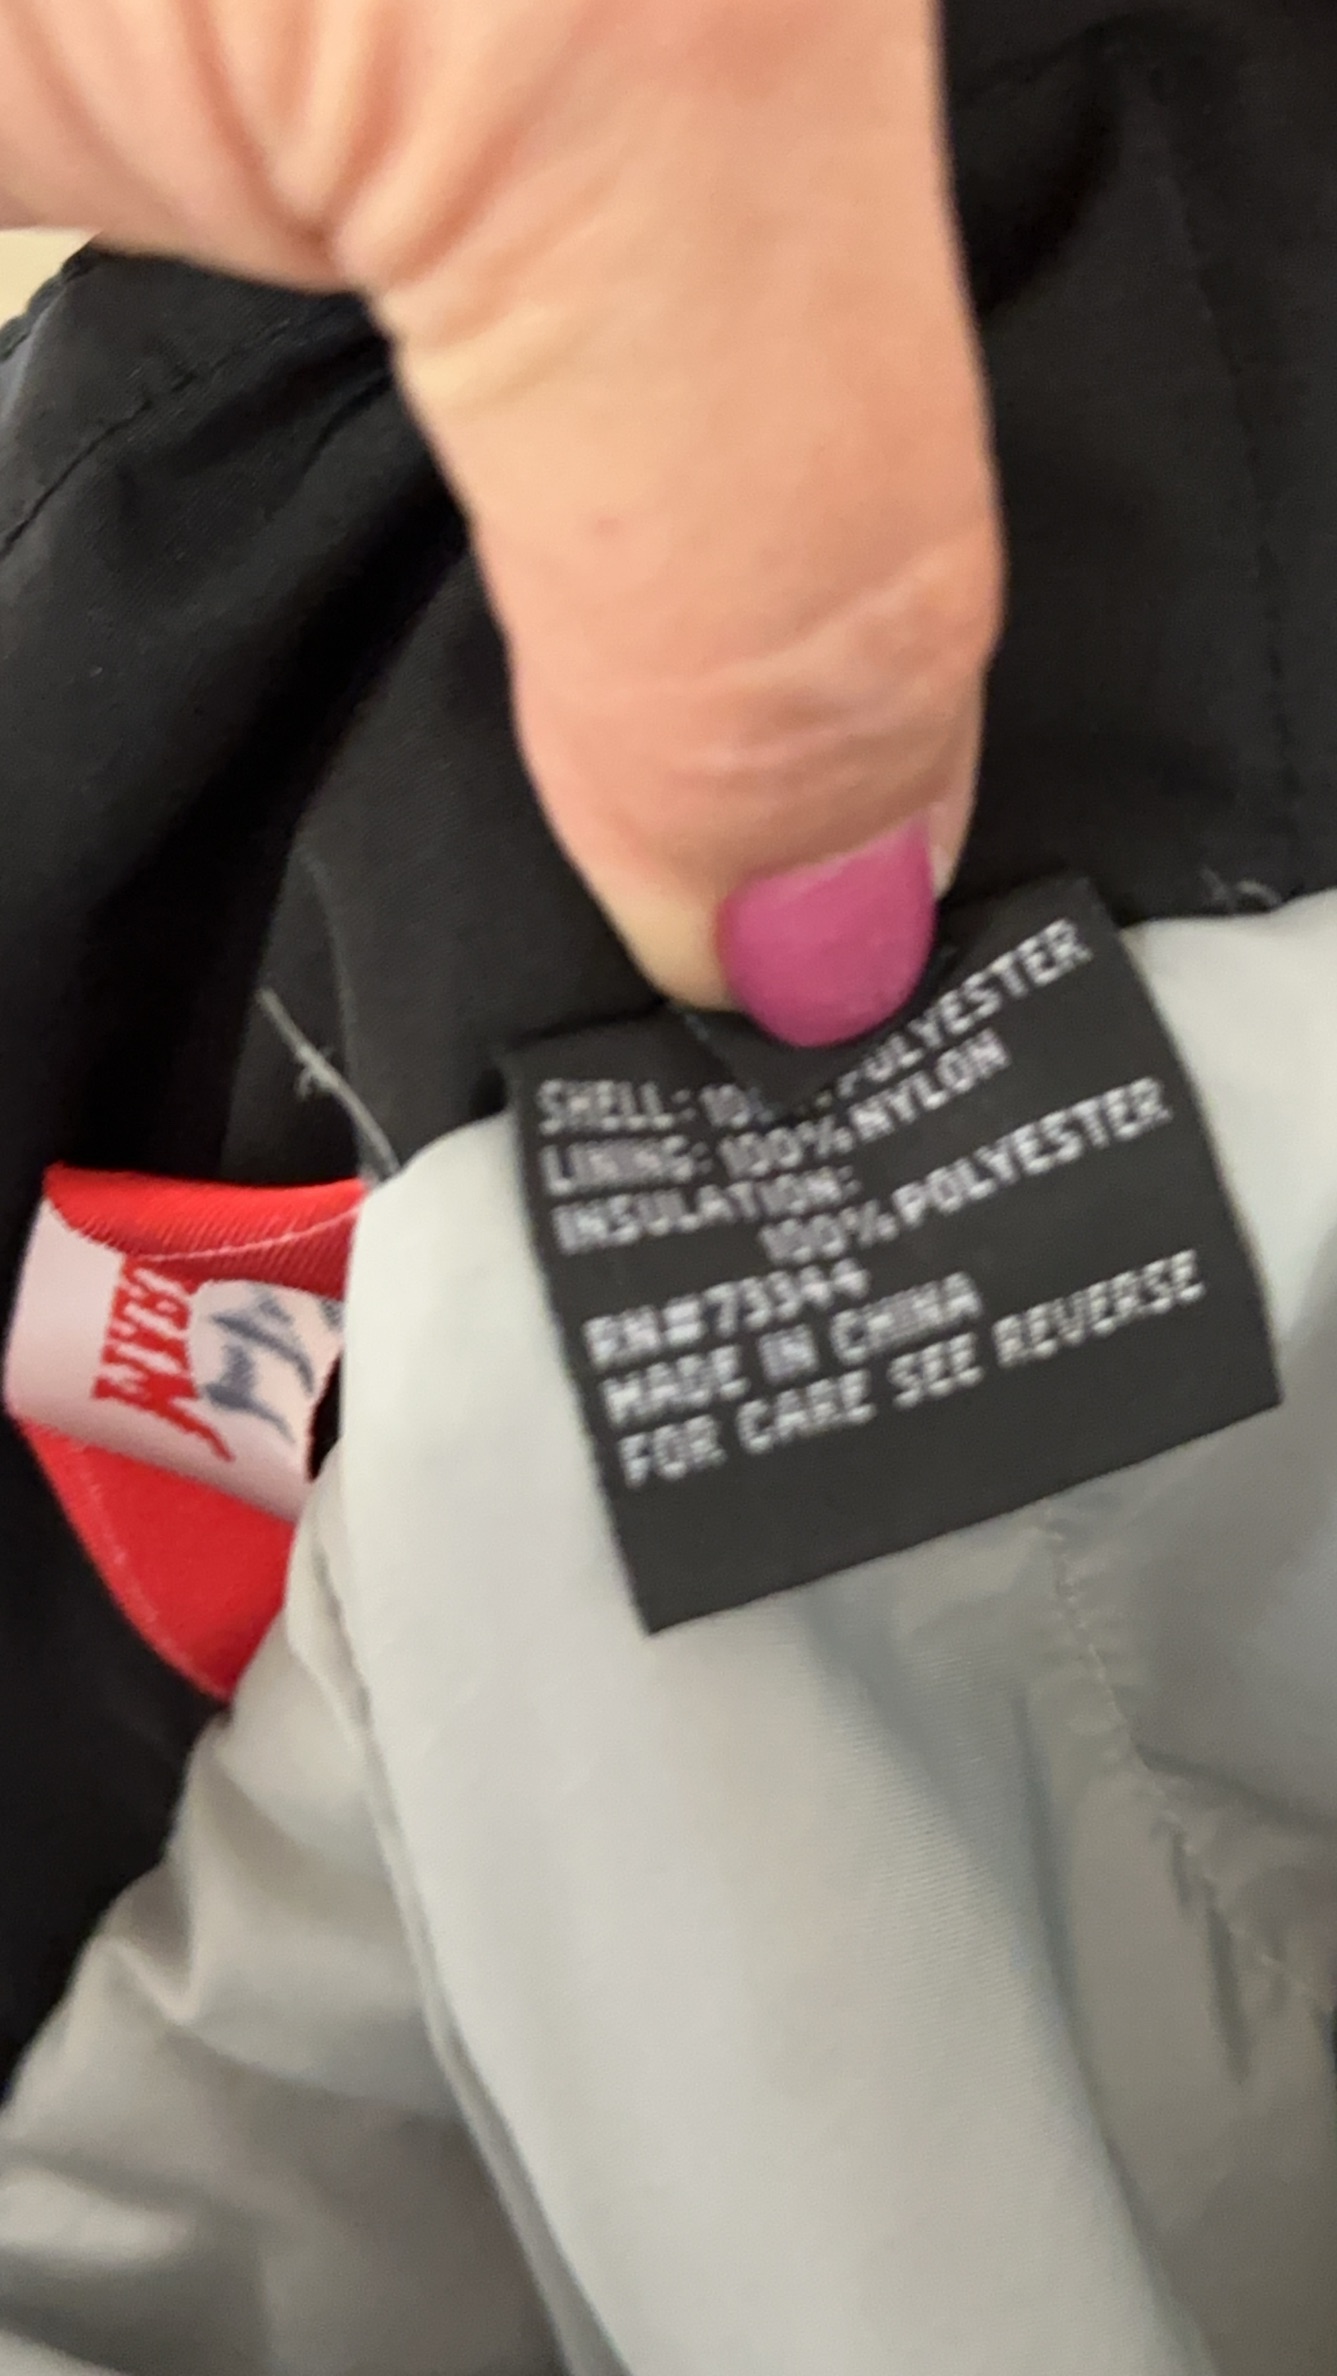 SHELL: 100% POLYESTER
LINING: 100% NYLON
INSULATION:
100% POLYESTER
RN#73344
MADE IN CHINA
FOR CARE SEE REVERSE